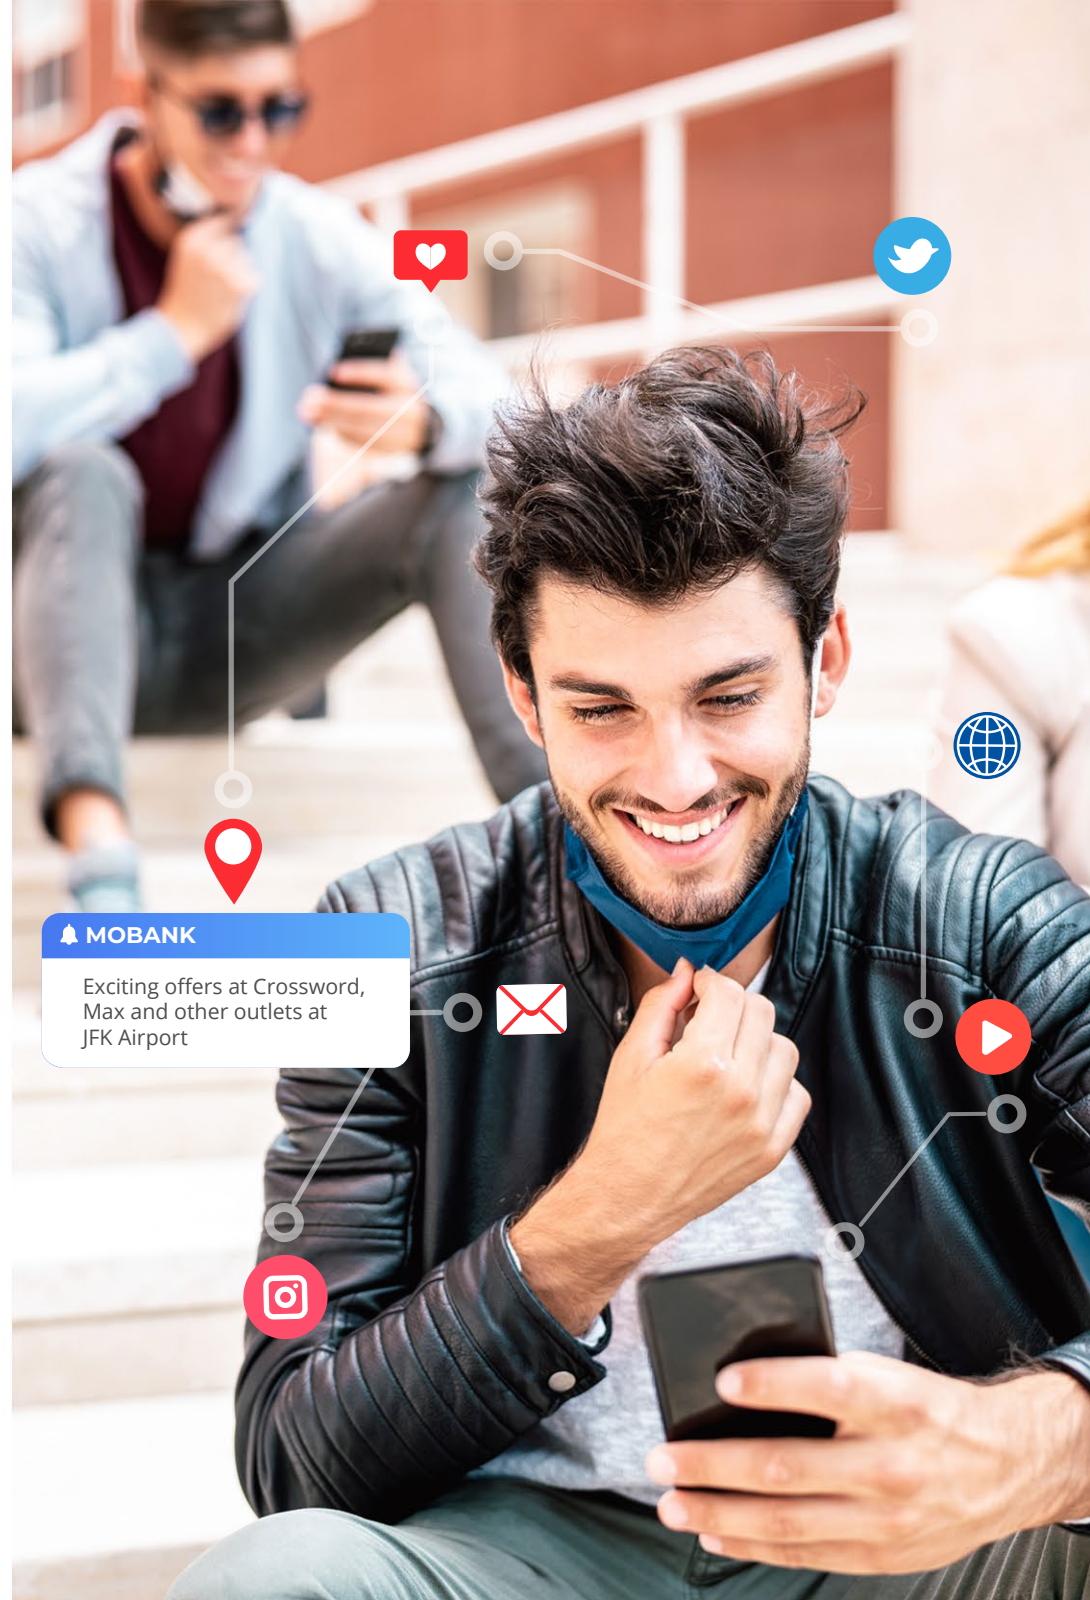 MOBANK
Exciting offers at Crossword,
Max and other outlets at
JFK Airport